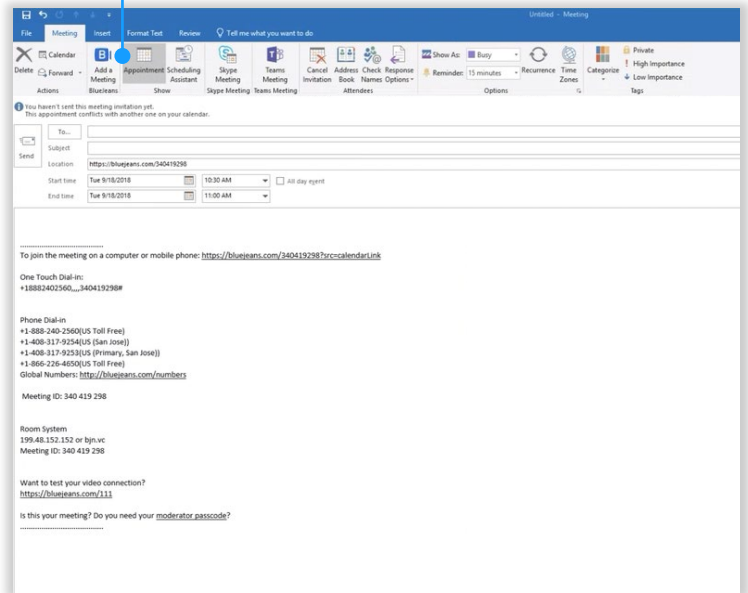 Untitled - Meeting
File Meeting Insert Format Text Review Tell me what you want to do
Delete
Calendar
Forward
Actions
Add a Meeting
BlueJeans
Appointment
Scheduling Assistant
Show
Skype Meeting
Skype Meeting
Teams Meeting
Teams Meeting
Cancel Invitation
Address Book
Check Names
Response Options
Attendees
Show As: Busy
Reminder: 15 minutes
Recurrence
Time Zones
Options
Categorize
Private
High Importance
Low Importance
Tags
You haven't sent this meeting invitation yet.
This appointment conflicts with another one on your calendar.
Send
To...
Subject
Location https://bluejeans.com/340419298
Start time Tue 9/18/2018 10:30 AM All day event
End time Tue 9/18/2018 11:00 AM
........................................
To join the meeting on a computer or mobile phone: https://bluejeans.com/340419298?src=calendarLink
One Touch Dial-in:
+18882402560,,,,340419298#
Phone Dial-in
+1-888-240-2560(US Toll Free)
+1-408-317-9254(US (San Jose))
+1-408-317-9253(US (Primary, San Jose))
+1-866-226-4650(US Toll Free)
Global Numbers: http://bluejeans.com/numbers
Meeting ID: 340 419 298
Room System
199.48.152.152 or bjn.vc
Meeting ID: 340 419 298
Want to test your video connection?
https://bluejeans.com/111
Is this your meeting? Do you need your moderator passcode?
........................................